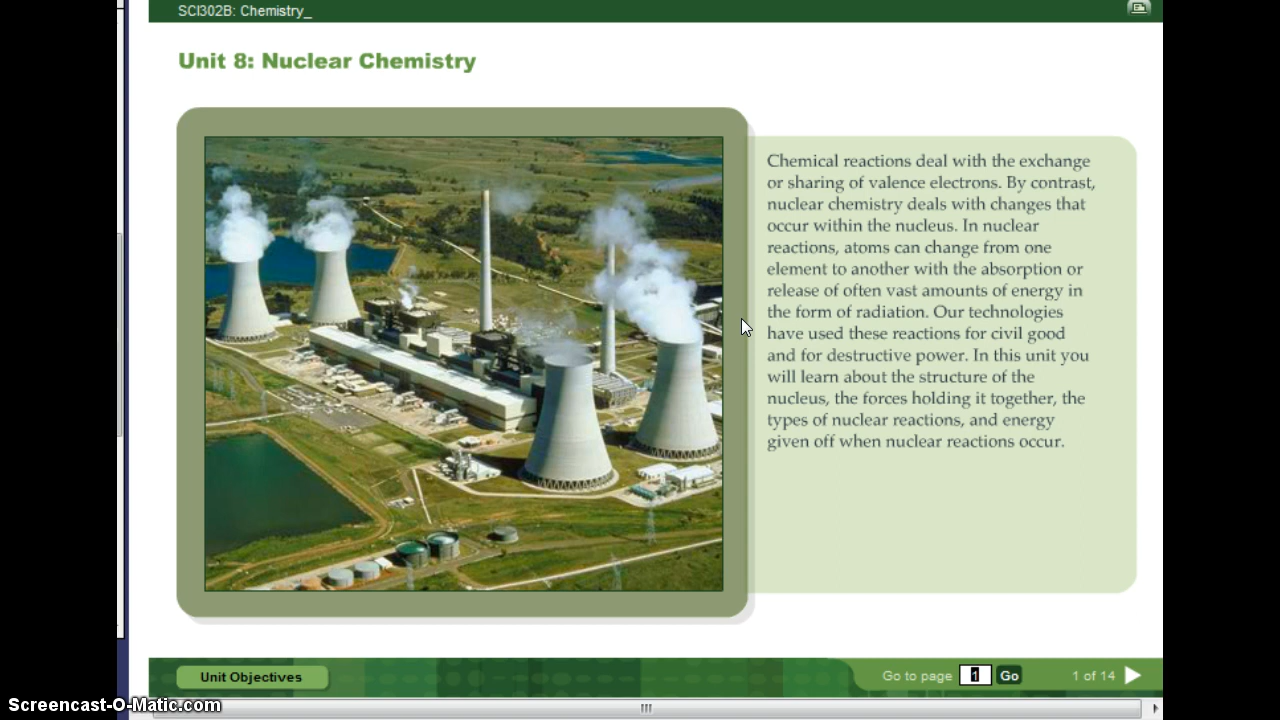 SCI302B: Chemistry_
Unit 8: Nuclear Chemistry
Chemical reactions deal with the exchange
or sharing of valence electrons. By contrast,
nuclear chemistry deals with changes that
occur within the nucleus. In nuclear
reactions, atoms can change from one
element to another with the absorption or
release of often vast amounts of energy in
the form of radiation. Our technologies
have used these reactions for civil good
and for destructive power. In this unit you
will learn about the structure of the
nucleus, the forces holding it together, the
types of nuclear reactions, and energy
given off when nuclear reactions occur.
Unit Objectives
Go to page 1 Go 1 of 14
Screencast-O-Matic.com